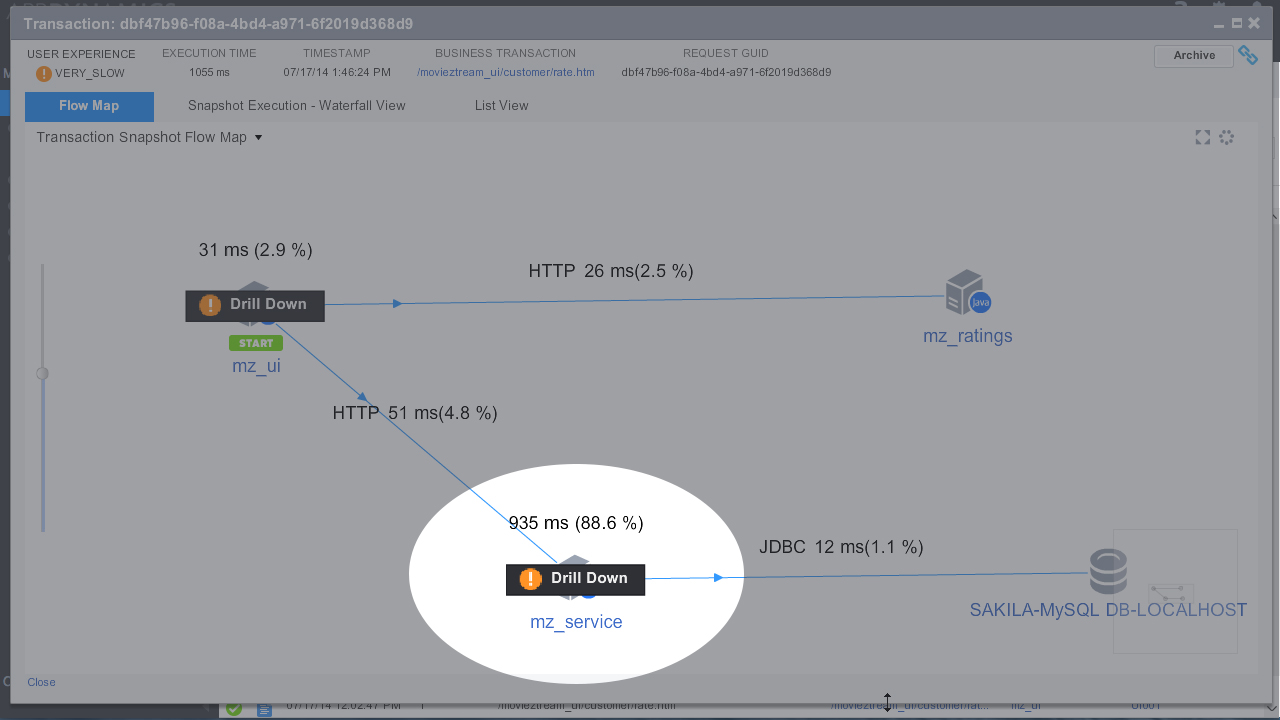 Transaction: dbf47b96-f08a-4bd4-a971-6f2019d368d9
USER EXPERIENCE EXECUTION TIME TIMESTAMP BUSINESS TRANSACTION REQUEST GUID
VERY_SLOW 1055 ms 07/17/14 1:46:24 PM /movieztream_ui/customer/rate.htm dbf47b96-f08a-4bd4-a971-6f2019d368d9
Archive
Flow Map Snapshot Execution - Waterfall View List View
Transaction Snapshot Flow Map
31 ms (2.9 %)
HTTP 26 ms(2.5 %)
Drill Down
java
START
mz_ui
mz_ratings
HTTP 51 ms(4.8 %)
935 ms (88.6 %)
JDBC 12 ms(1.1 %)
Drill Down
mz_service
SAKILA-MySQL DB-LOCALHOST
Close
07/17/14 12:02:47 PM 1 /movieztream_ui/customer/rate.htm /movieztream_ui/customer/rat... mz_ui UI001